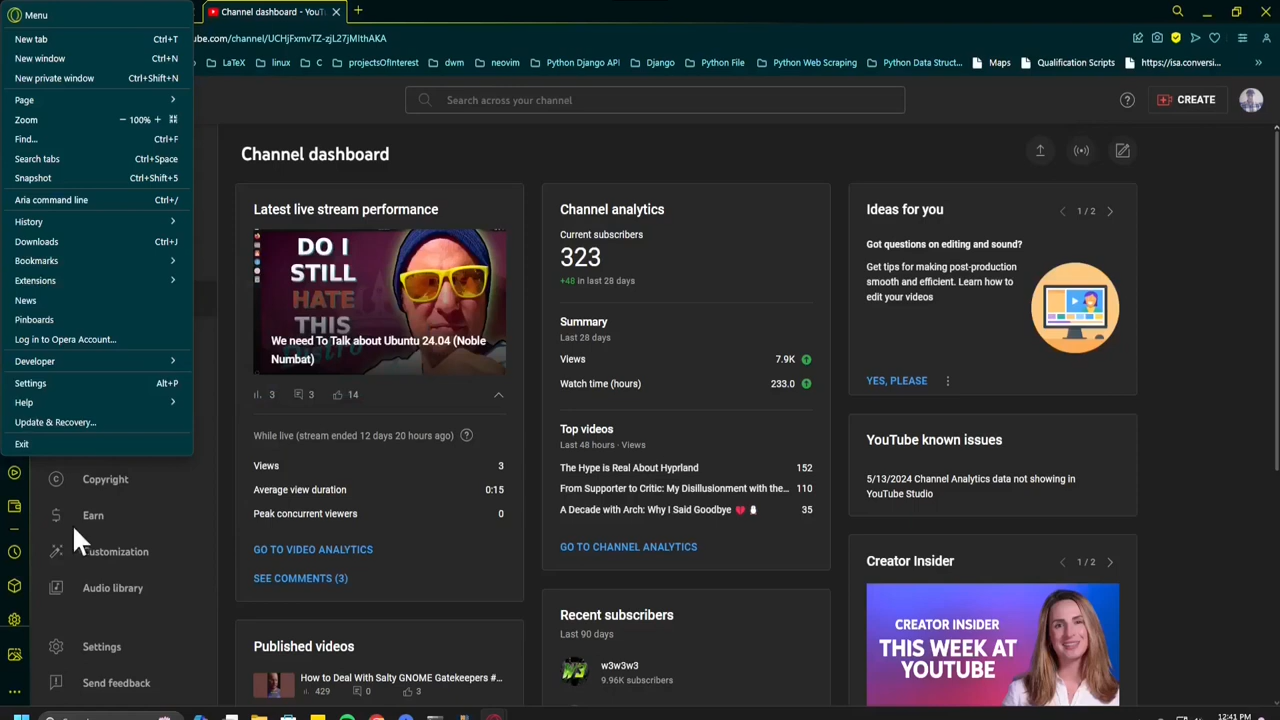 Menu
Channel dashboard - YouT
New tab Ctrl+T
New window Ctrl+N
New private window Ctrl+Shift+N
Page
Zoom 100%
Find... Ctrl+F
Search tabs Ctrl+Space
Snapshot Ctrl+Shift+5
Aria command line Ctrl+/
History
Downloads Ctrl+J
Bookmarks
Extensions
News
Pinboards
Log in to Opera Account...
Developer
Settings Alt+P
Help
Update & Recovery...
Exit
ube.com/channel/UCHjFxmvTZ-zjL27jMIthAKA
LaTeX linux C projectsOfInterest dwm neovim Python Django API Django Python File Python Web Scraping Python Data Struct... Maps Qualification Scripts https://isa.conversi...
Search across your channel
CREATE
Copyright
Earn
Customization
Audio library
Settings
Send feedback
Channel dashboard
Latest live stream performance
DO I
STILL
HATE
THIS
We need To Talk about Ubuntu 24.04 (Noble
Numbat)
3 3 14
While live (stream ended 12 days 20 hours ago)
Views 3
Average view duration 0:15
Peak concurrent viewers 0
GO TO VIDEO ANALYTICS
SEE COMMENTS (3)
Published videos
How to Deal With Salty GNOME Gatekeepers #...
429 0 3
Channel analytics
Current subscribers
323
+48 in last 28 days
Summary
Last 28 days
Views 7.9K
Watch time (hours) 233.0
Top videos
Last 48 hours · Views
The Hype is Real About Hyprland 152
From Supporter to Critic: My Disillusionment with the... 110
A Decade with Arch: Why I Said Goodbye 35
GO TO CHANNEL ANALYTICS
Recent subscribers
Last 90 days
w3w3w3
9.96K subscribers
Ideas for you
1 / 2
Got questions on editing and sound?
Get tips for making post-production
smooth and efficient. Learn how to
edit your videos
YES, PLEASE
YouTube known issues
5/13/2024 Channel Analytics data not showing in
YouTube Studio
Creator Insider
1 / 2
CREATOR INSIDER
THIS WEEK AT
YOUTUBE
12:41 PM